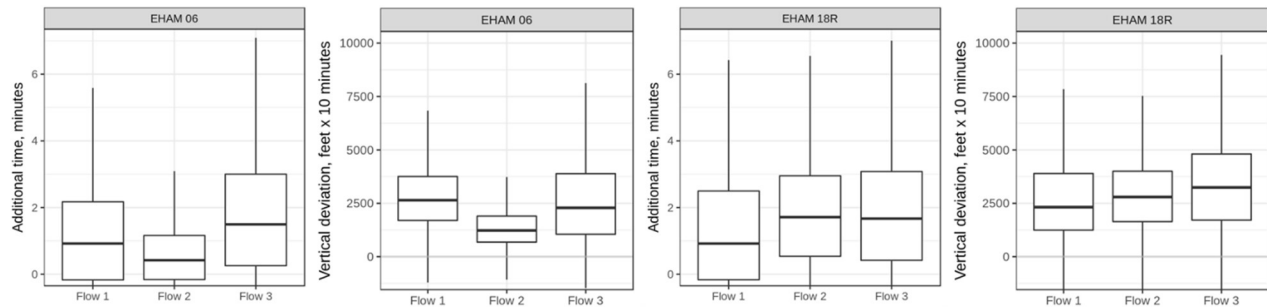 EHAM 06
Additional time, minutes
6
4
2
0
Flow 1 Flow 2 Flow 3
EHAM 06
Vertical deviation, feet x 10 minutes
10000
7500
5000
2500
0
Flow 1 Flow 2 Flow 3
EHAM 18R
Additional time, minutes
6
4
2
0
Flow 1 Flow 2 Flow 3
EHAM 18R
Vertical deviation, feet x 10 minutes
10000
7500
5000
2500
0
Flow 1 Flow 2 Flow 3